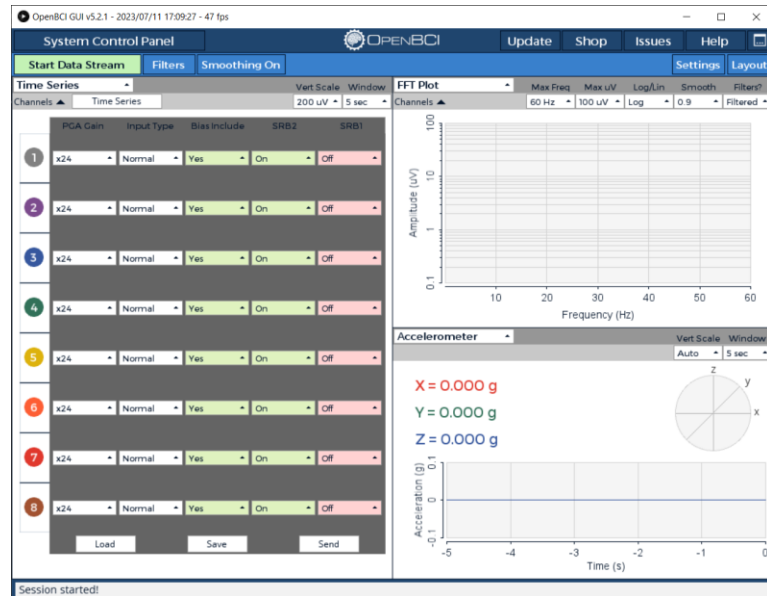 OpenBCI GUI v5.2.1 - 2023/07/11 17:09:27 - 47 fps
System Control Panel
OPENBCI
Update Shop Issues Help
Start Data Stream Filters Smoothing On
Settings Layout
Time Series
Vert Scale Window
Channels Time Series
200 uV 5 sec
PGA Gain Input Type Bias Include SRB2 SRB1
1 x24 Normal Yes On Off
2 x24 Normal Yes On Off
3 x24 Normal Yes On Off
4 x24 Normal Yes On Off
5 x24 Normal Yes On Off
6 x24 Normal Yes On Off
7 x24 Normal Yes On Off
8 x24 Normal Yes On Off
Load Save Send
FFT Plot
Max Freq Max uV Log/Lin Smooth Filters?
Channels
60 Hz 100 uV Log 0.9 Filtered
Amplitude (uV)
100
10
1
0.1
10 20 30 40 50 60
Frequency (Hz)
Accelerometer
Vert Scale Window
Auto 5 sec
X = 0.000 g
Y = 0.000 g
Z = 0.000 g
z
y
x
Acceleration (g)
0.1
0
-0.1
-5 -4 -3 -2 -1 0
Time (s)
Session started!